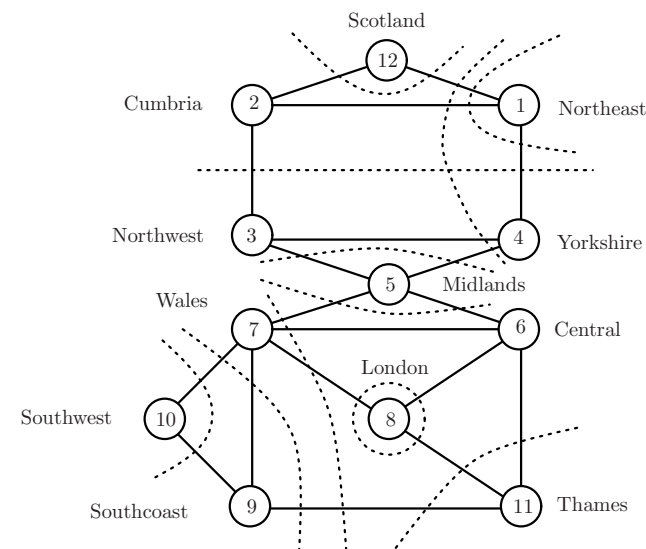 Scotland
12
Cumbria
2
1
Northeast
Northwest
3
4
Yorkshire
5
Midlands
Wales
7
6
Central
London
Southwest
10
8
Southcoast
9
11
Thames